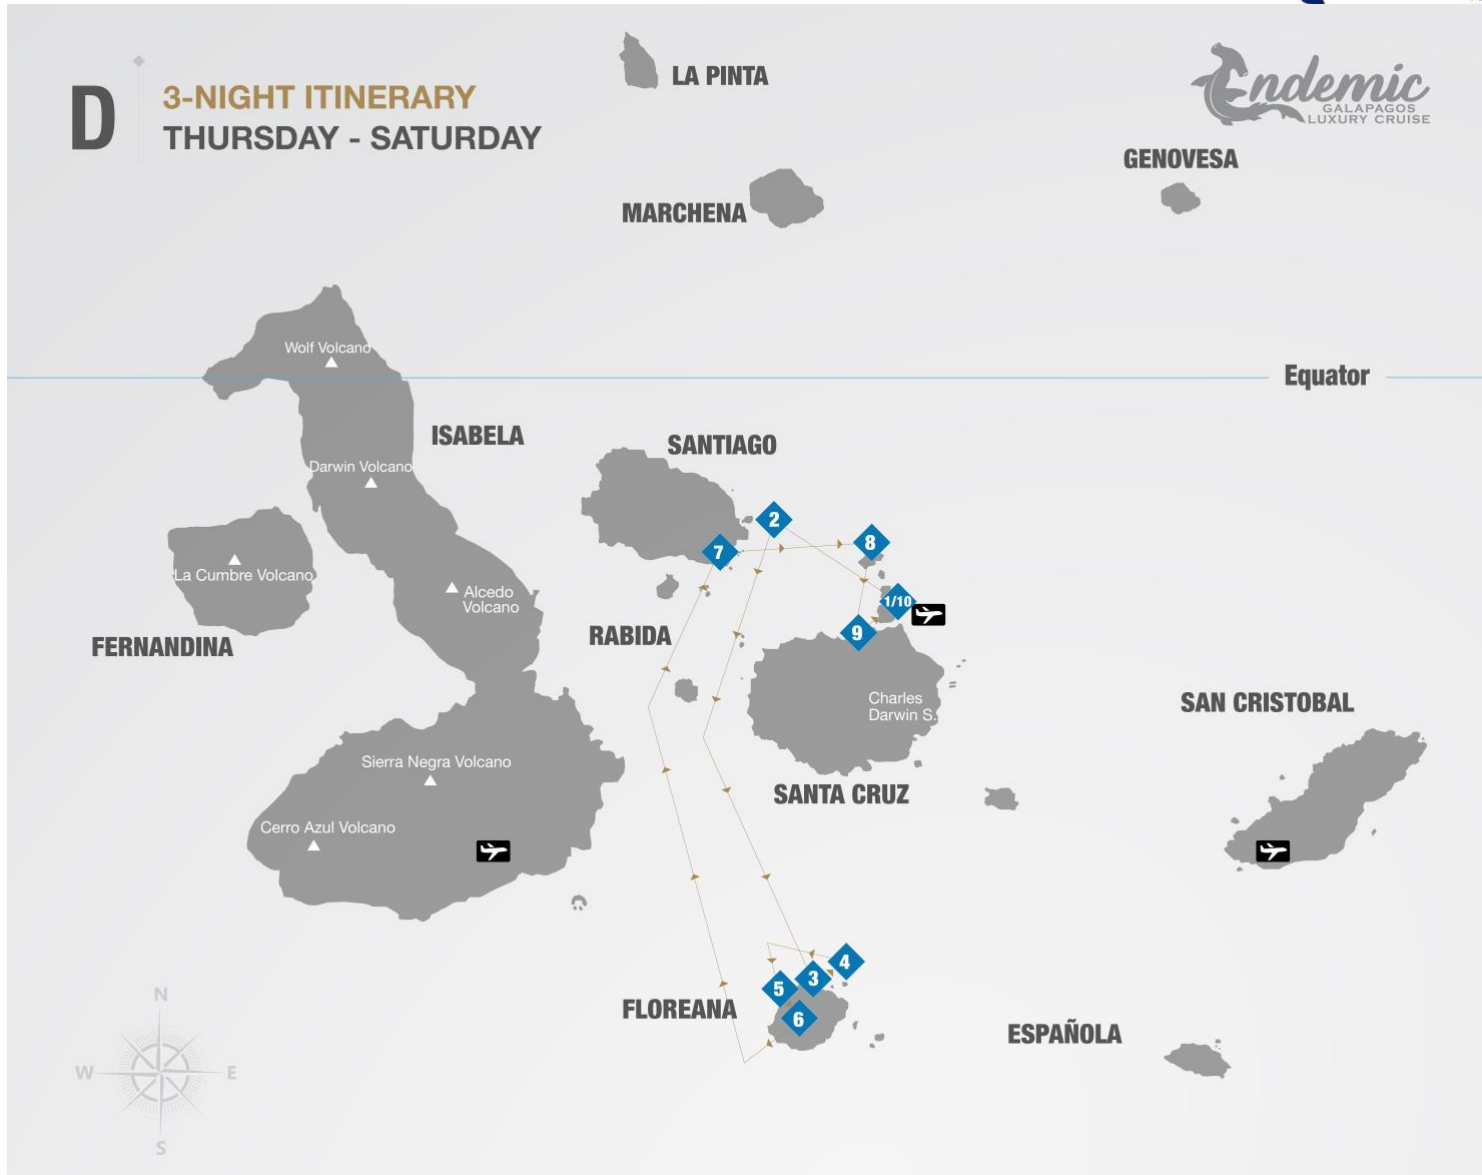 D
3-NIGHT ITINERARY
THURSDAY - SATURDAY
LA PINTA
Endemic
GALAPAGOS
LUXURY CRUISE
GENOVESA
MARCHENA
Wolf Volcano
Equator
ISABELA
SANTIAGO
Darwin Volcano
2
8
7
La Cumbre Volcano
Alcedo
Volcano
1/10
RABIDA
9
FERNANDINA
Charles
Darwin S.
SAN CRISTOBAL
Sierra Negra Volcano
SANTA CRUZ
Cerro Azul Volcano
4
3
5
6
FLOREANA
ESPAÑOLA
N
W
E
S